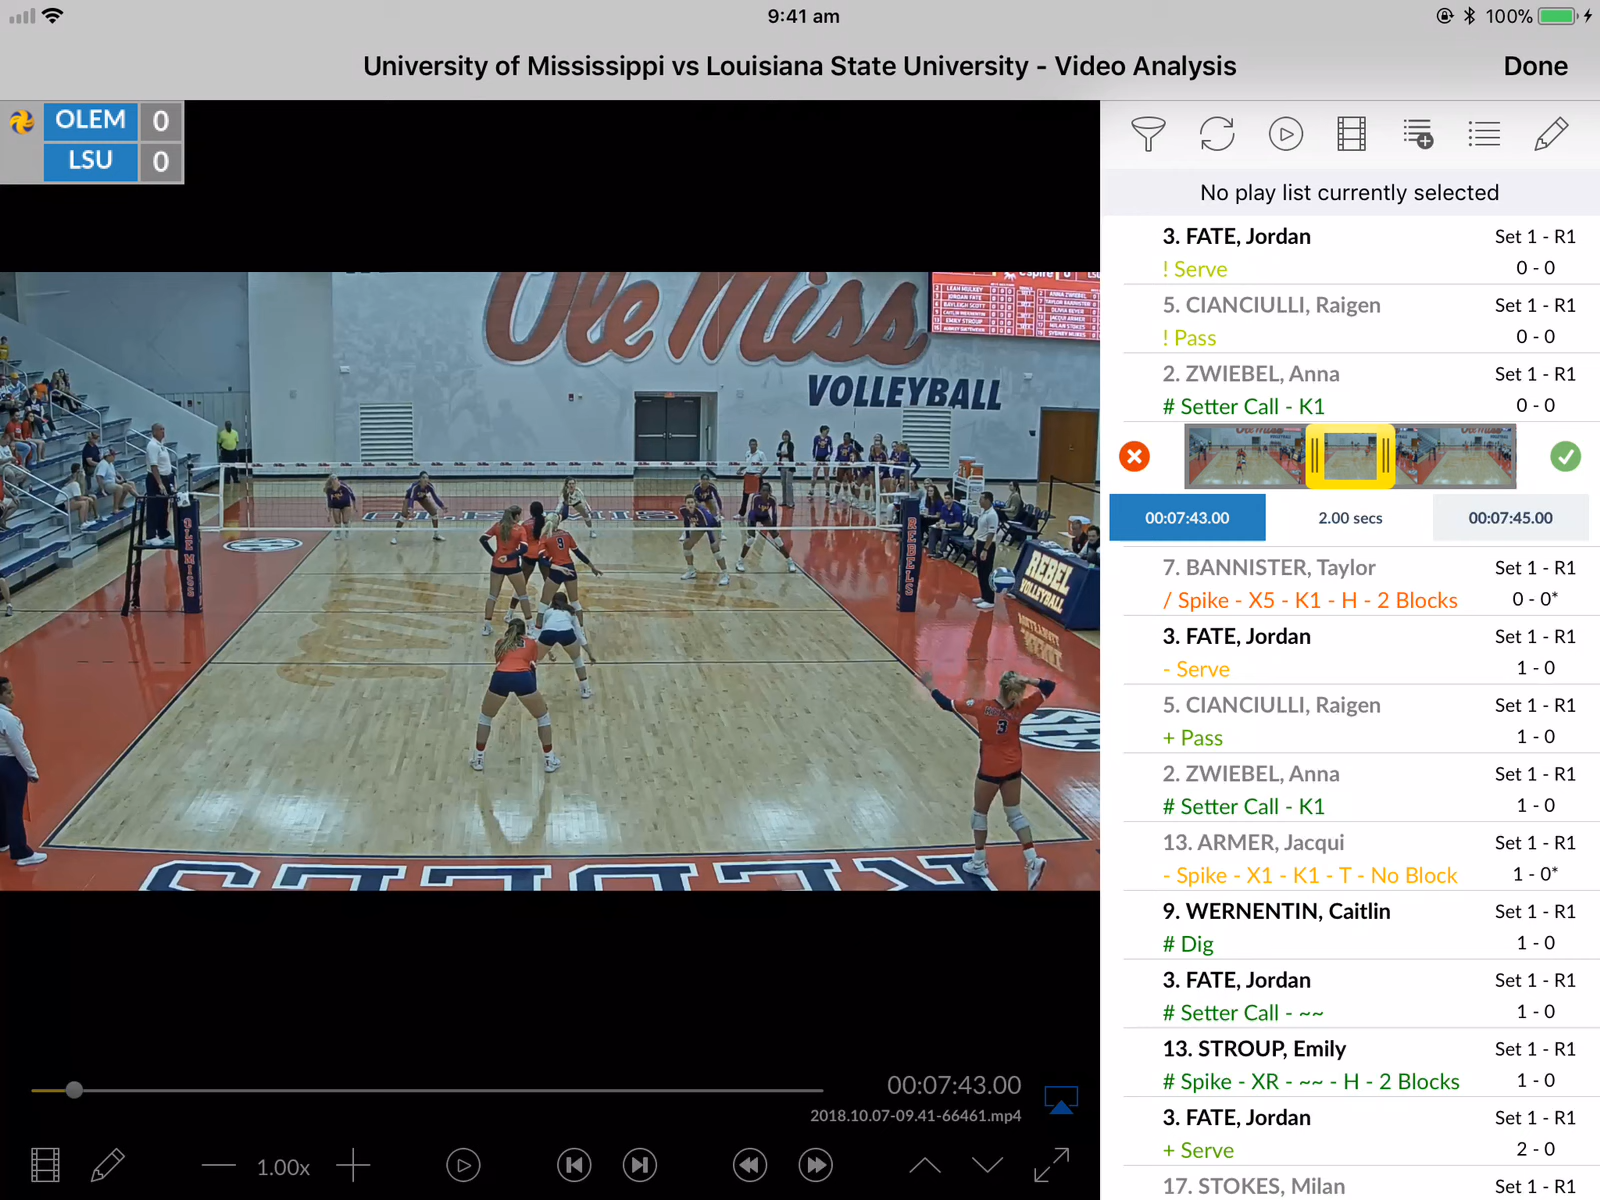 9:41 am
100%
University of Mississippi vs Louisiana State University - Video Analysis
Done
OLEM 0
LSU 0
Ole Miss
VOLLEYBALL
REBEL
VOLLEYBALL
REBELS
3
9
00:07:43.00
2018.10.07-09.41-66461.mp4
1.00x
No play list currently selected
3. FATE, Jordan Set 1 - R1
! Serve 0 - 0
5. CIANCIULLI, Raigen Set 1 - R1
! Pass 0 - 0
2. ZWIEBEL, Anna Set 1 - R1
# Setter Call - K1 0 - 0
00:07:43.00 2.00 secs 00:07:45.00
7. BANNISTER, Taylor Set 1 - R1
/ Spike - X5 - K1 - H - 2 Blocks 0 - 0*
3. FATE, Jordan Set 1 - R1
- Serve 1 - 0
5. CIANCIULLI, Raigen Set 1 - R1
+ Pass 1 - 0
2. ZWIEBEL, Anna Set 1 - R1
# Setter Call - K1 1 - 0
13. ARMER, Jacqui Set 1 - R1
- Spike - X1 - K1 - T - No Block 1 - 0*
9. WERNENTIN, Caitlin Set 1 - R1
# Dig 1 - 0
3. FATE, Jordan Set 1 - R1
# Setter Call - ~~ 1 - 0
13. STROUP, Emily Set 1 - R1
# Spike - XR - ~~ - H - 2 Blocks 1 - 0
3. FATE, Jordan Set 1 - R1
+ Serve 2 - 0
17. STOKES, Milan Set 1 - R1